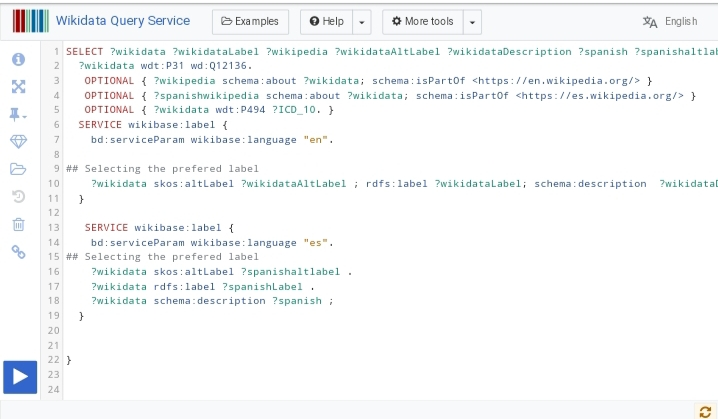 Wikidata Query Service Examples Help More tools English
1 SELECT ?wikidata ?wikidataLabel ?wikipedia ?wikidataAltLabel ?wikidataDescription ?spanish ?spanishaltlab
2 ?wikidata wdt:P31 wd:Q12136.
3 OPTIONAL { ?wikipedia schema:about ?wikidata; schema:isPartOf <https://en.wikipedia.org/> }
4 OPTIONAL { ?spanishwikipedia schema:about ?wikidata; schema:isPartOf <https://es.wikipedia.org/> }
5 OPTIONAL { ?wikidata wdt:P494 ?ICD_10. }
6 SERVICE wikibase:label {
7 bd:serviceParam wikibase:language "en".
8
9 ## Selecting the prefered label
10 ?wikidata skos:altLabel ?wikidataAltLabel ; rdfs:label ?wikidataLabel; schema:description ?wikidataD
11 }
12
13 SERVICE wikibase:label {
14 bd:serviceParam wikibase:language "es".
15 ## Selecting the prefered label
16 ?wikidata skos:altLabel ?spanishaltlabel .
17 ?wikidata rdfs:label ?spanishLabel .
18 ?wikidata schema:description ?spanish ;
19 }
20
21
22 }
23
24